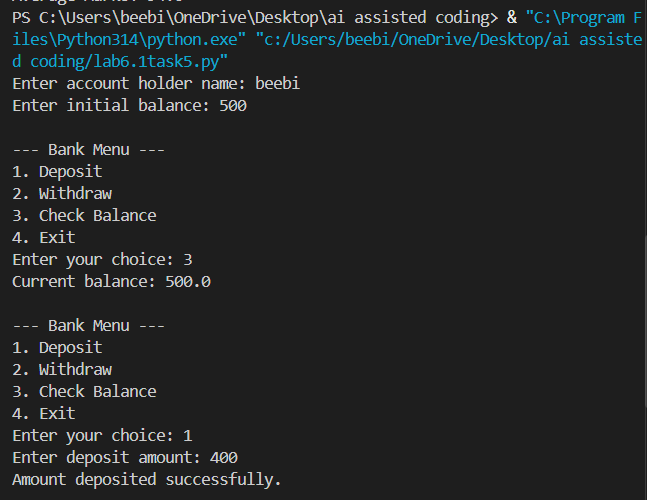 PS C:\Users\beebi\OneDrive\Desktop\ai assisted coding> & "C:\Program F
iles\Python314\python.exe" "c:/Users/beebi/OneDrive/Desktop/ai assiste
d coding/lab6.1task5.py"
Enter account holder name: beebi
Enter initial balance: 500

--- Bank Menu ---
1. Deposit
2. Withdraw
3. Check Balance
4. Exit
Enter your choice: 3
Current balance: 500.0

--- Bank Menu ---
1. Deposit
2. Withdraw
3. Check Balance
4. Exit
Enter your choice: 1
Enter deposit amount: 400
Amount deposited successfully.